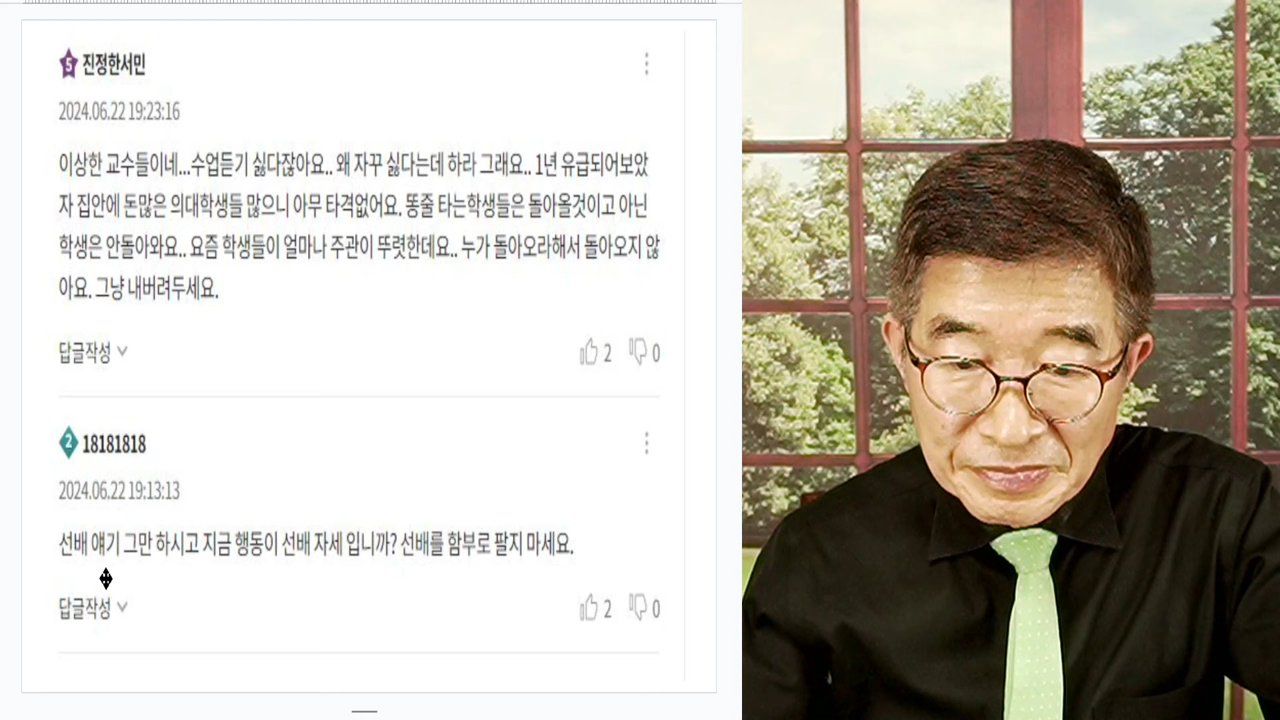 5 진정한서민
2024.06.22 19:23:16
이상한 교수들이네...수업듣기 싫다잖아요.. 왜 자꾸 싫다는데 하라 그래요.. 1년 유급되어보았
자 집안에 돈많은 의대학생들 많으니 아무 타격없어요. 똥줄 타는학생들은 돌아올것이고 아닌
학생은 안돌아와요.. 요즘 학생들이 얼마나 주관이 뚜렷한데요.. 누가 돌아오라해서 돌아오지 않
아요. 그냥 내버려두세요.
답글작성 2 0
2 18181818
2024.06.22 19:13:13
선배 얘기 그만 하시고 지금 행동이 선배 자세 입니까? 선배를 함부로 팔지 마세요.
답글작성 2 0